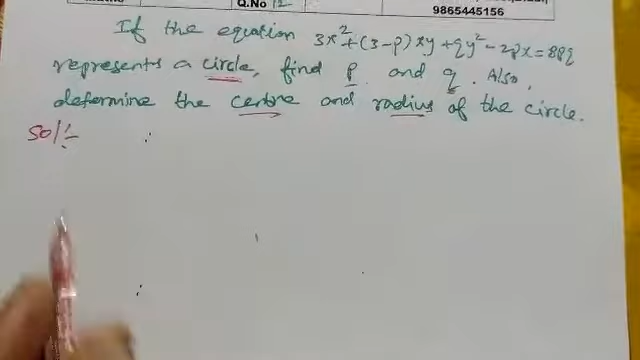 Q.No 12
9865445156
If the equation 3x²+(3-p)xy+qy²-2px=8pq
represents a circle, find p and q. Also,
determine the centre and radius of the circle.
Sol:-